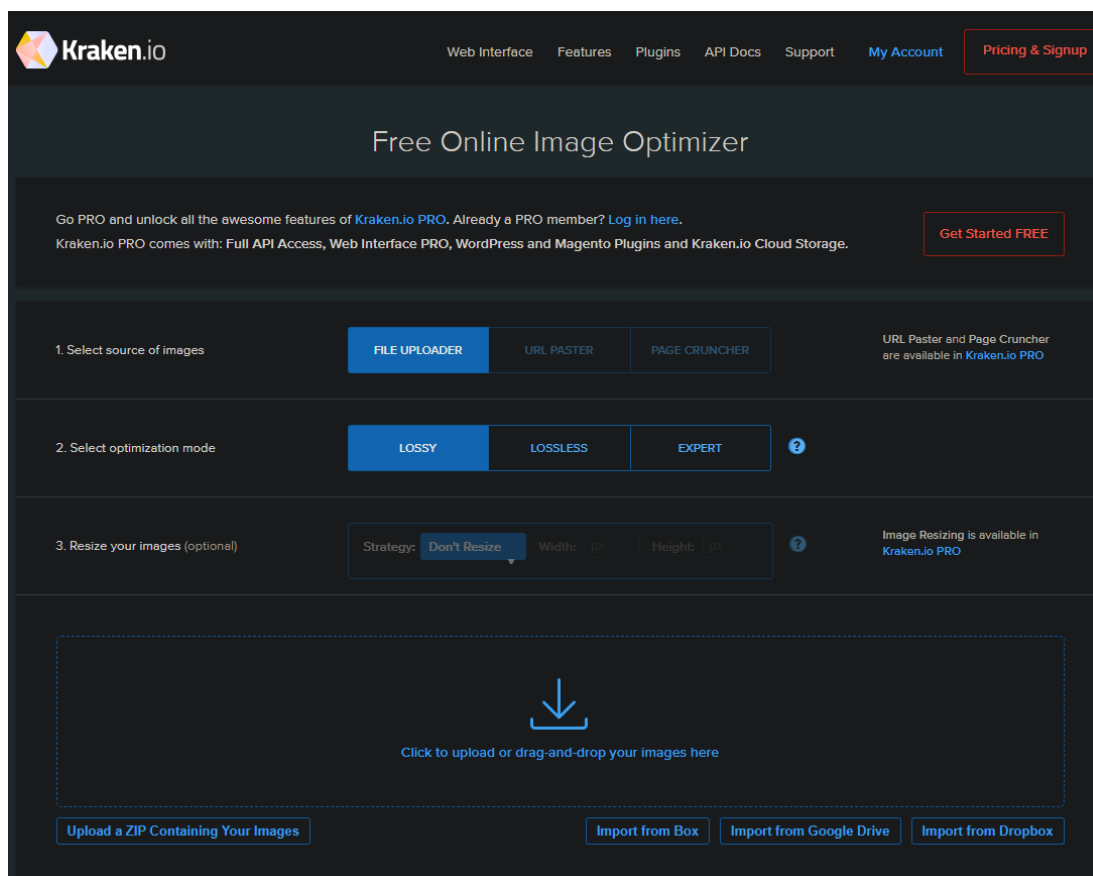 Kraken.io
Web Interface Features Plugins API Docs Support My Account Pricing & Signup
Free Online Image Optimizer
Go PRO and unlock all the awesome features of Kraken.io PRO. Already a PRO member? Log in here.
Kraken.io PRO comes with: Full API Access, Web Interface PRO, WordPress and Magento Plugins and Kraken.io Cloud Storage.
Get Started FREE
1. Select source of images
FILE UPLOADER URL PASTER PAGE CRUNCHER
URL Paster and Page Cruncher
are available in Kraken.io PRO
2. Select optimization mode
LOSSY LOSSLESS EXPERT ?
3. Resize your images (optional)
Strategy: Don't Resize Width: px Height: px ?
Image Resizing is available in
Kraken.io PRO
Click to upload or drag-and-drop your images here
Upload a ZIP Containing Your Images Import from Box Import from Google Drive Import from Dropbox